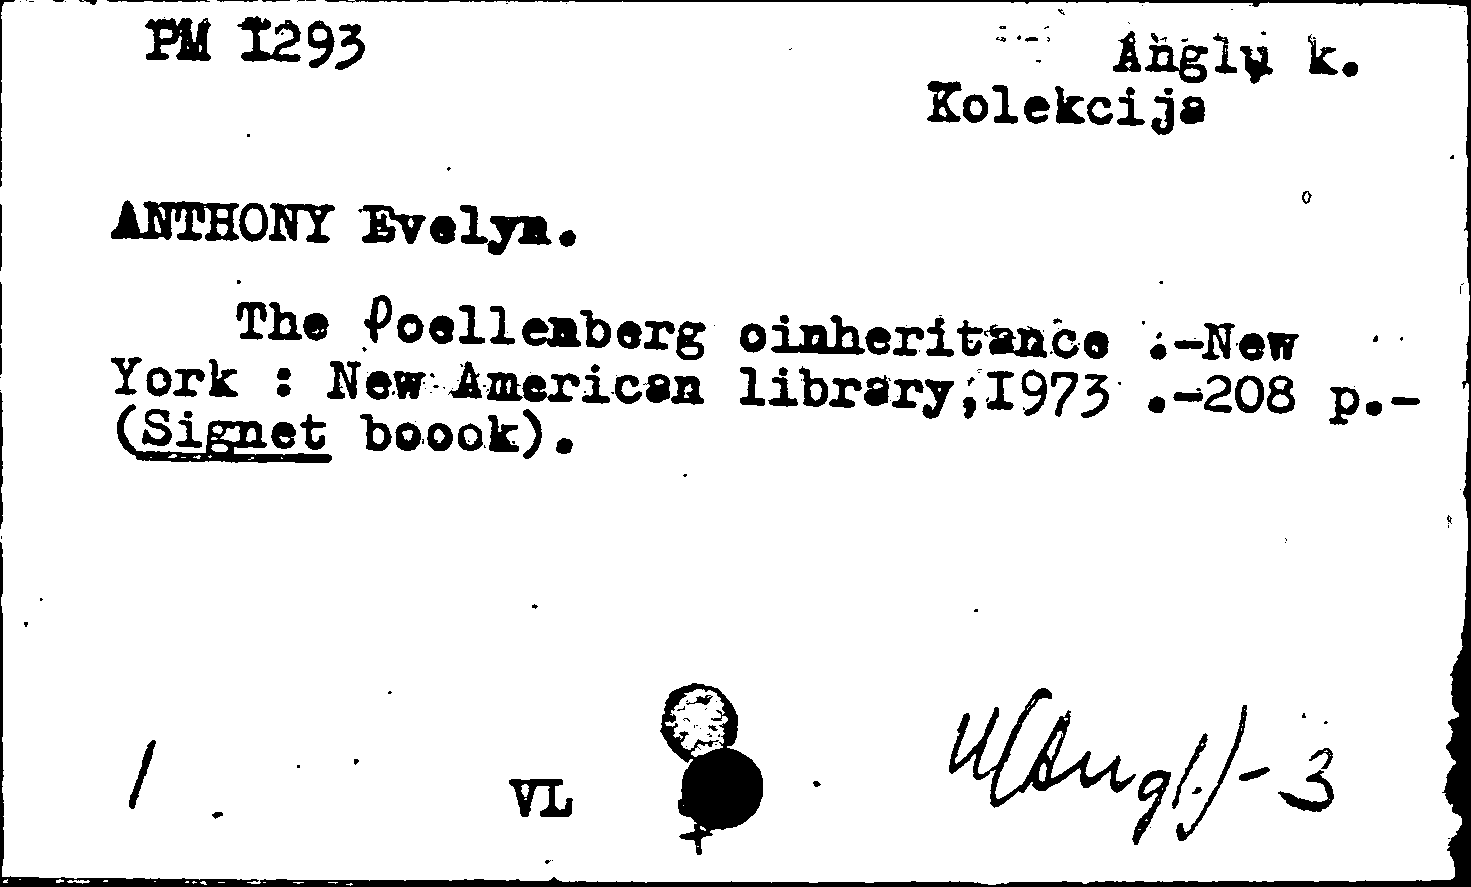 PM I293
Anglų k.
Kolekcija
ANTHONY Evelyn.
The Poellenberg oinheritance .-New
York : New American library,I973 .-208 p.-
(Signet boook).
1
VL
U(Angl.)-3